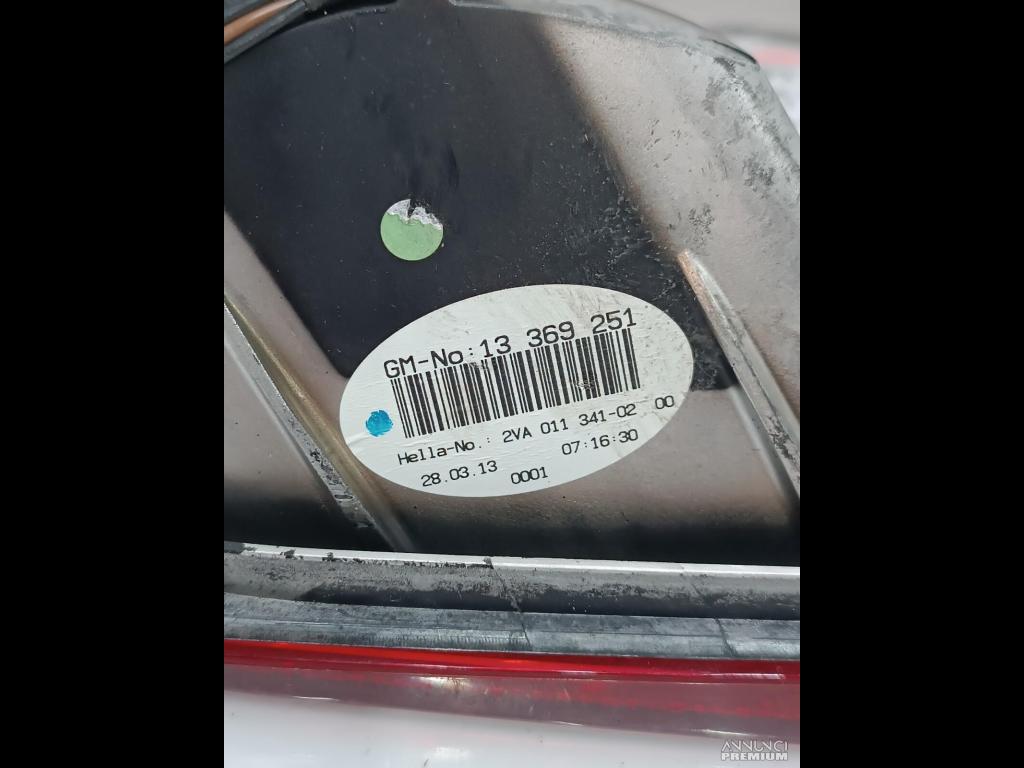 GM-No:13 369 251
Hella-No.: 2VA 011 341-02 00
28.03.13 07:16:30
0001
ANNUNCI
PREMIUM